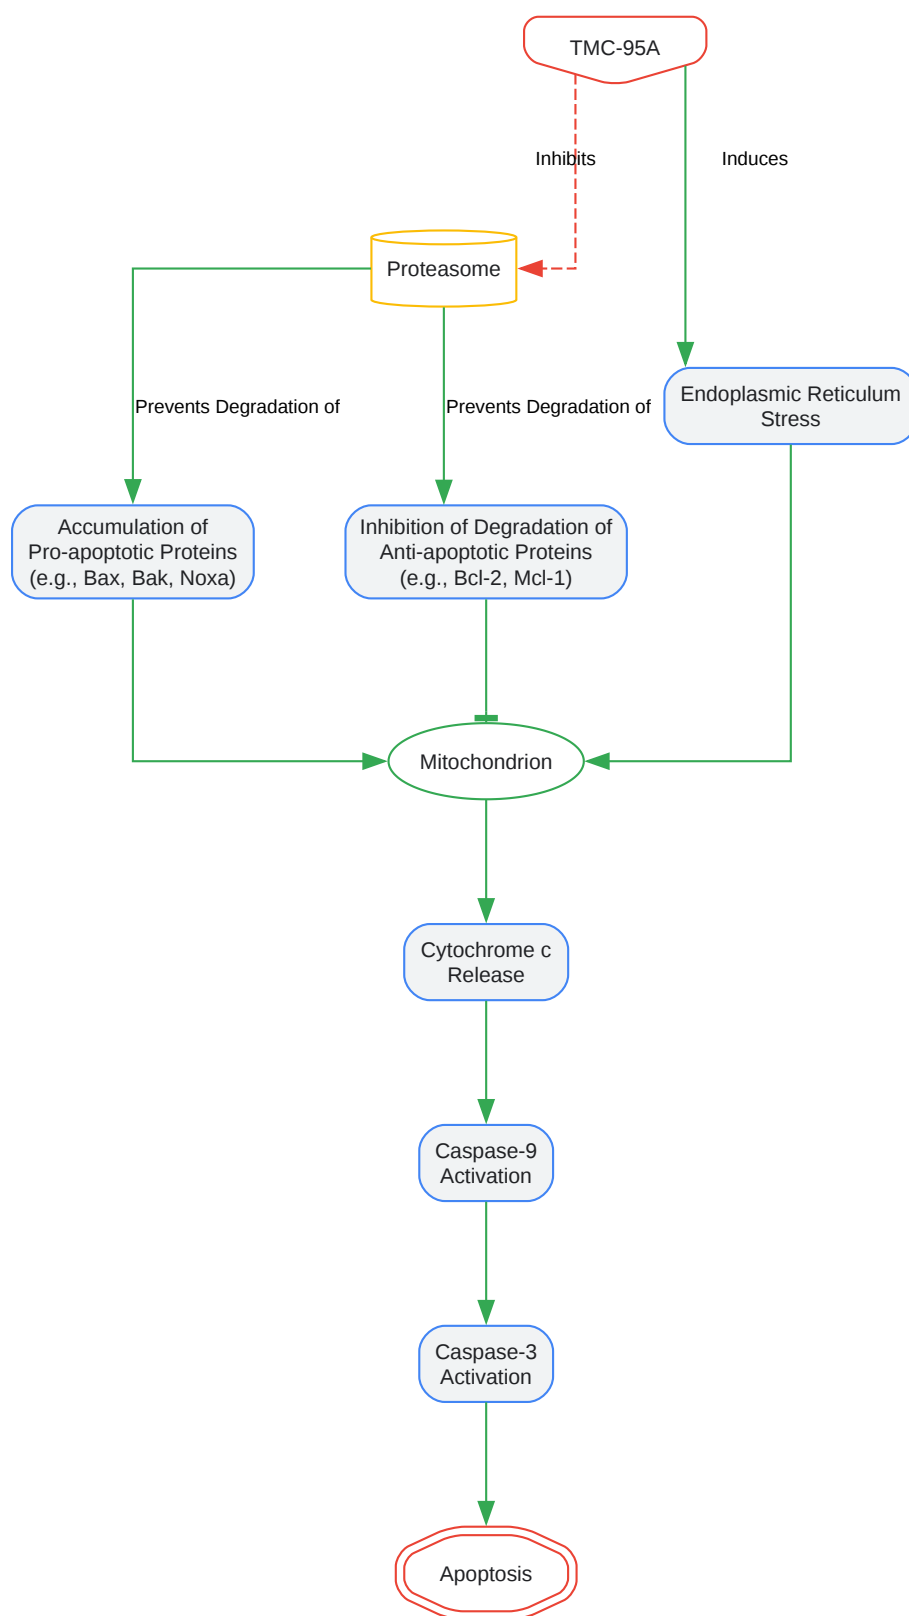 TMC-95A
Inhibits
Induces
Proteasome
Prevents Degradation of
Prevents Degradation of
Endoplasmic Reticulum
Stress
Accumulation of
Pro-apoptotic Proteins
(e.g., Bax, Bak, Noxa)
Inhibition of Degradation of
Anti-apoptotic Proteins
(e.g., Bcl-2, Mcl-1)
Mitochondrion
Cytochrome c
Release
Caspase-9
Activation
Caspase-3
Activation
Apoptosis